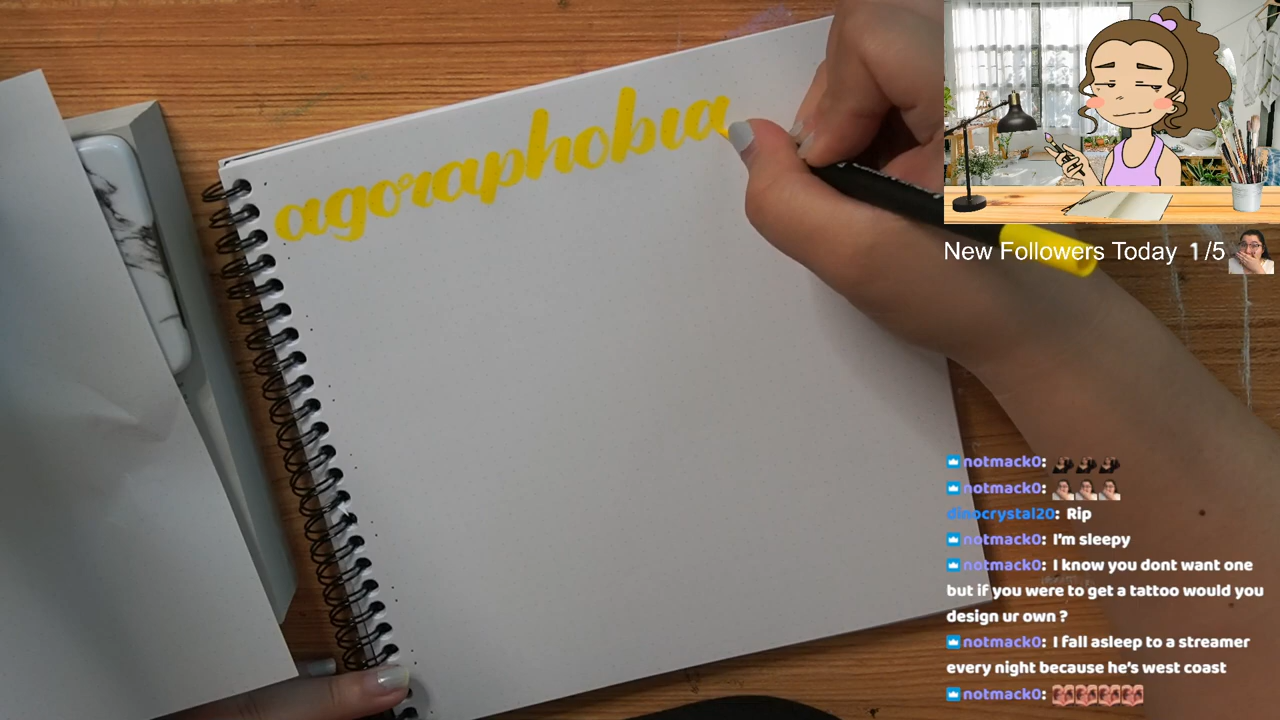 agoraphobia
New Followers Today 1/5
notmack0:
notmack0:
dinocrystal20: Rip
notmack0: I'm sleepy
notmack0: I know you dont want one
but if you were to get a tattoo would you
design ur own ?
notmack0: I fall asleep to a streamer
every night because he's west coast
notmack0: